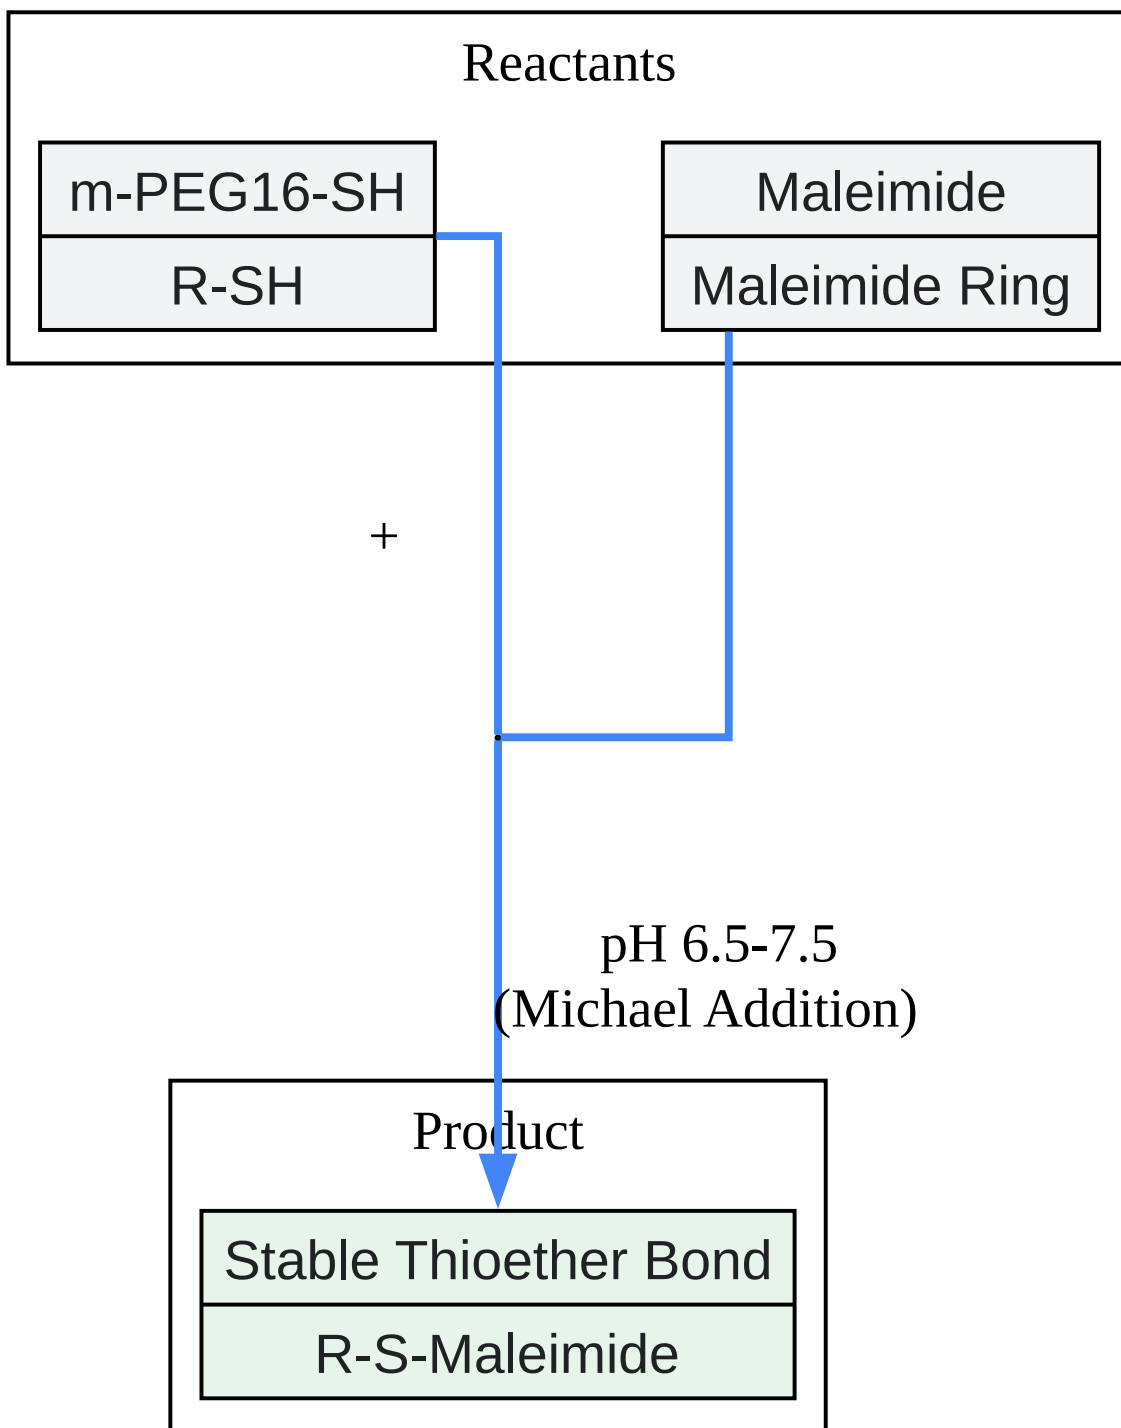 Reactants
m-PEG16-SH
R-SH
Maleimide
Maleimide Ring
+
pH 6.5-7.5
(Michael Addition)
Product
Stable Thioether Bond
R-S-Maleimide